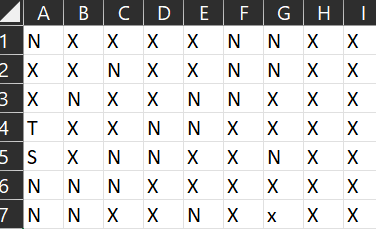 A B C D E F G H I
1 N X X X X N N X X
2 X X N X X N N X X
3 X N X X N N X X X
4 T X X N N X X X X
5 S X N N X X N X X
6 N N N X X X X X X
7 N N X X N X x X X